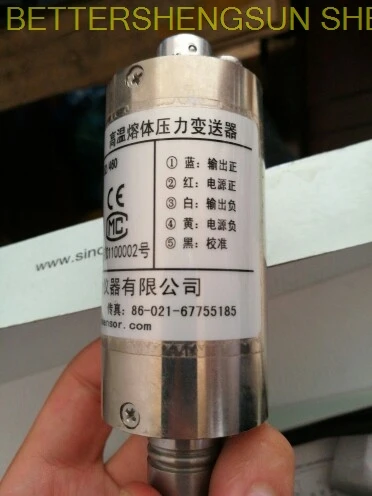 BETTERSHENGSUN SHE
高温熔体压力变送器
460
① 蓝：输出正
② 红：电源正
③ 白：输出负
④ 黄：电源负
⑤ 黑：校准
CE
MC
1100002号
www.sinc
仪器有限公司
传真：86-021-67755185
ensor.com